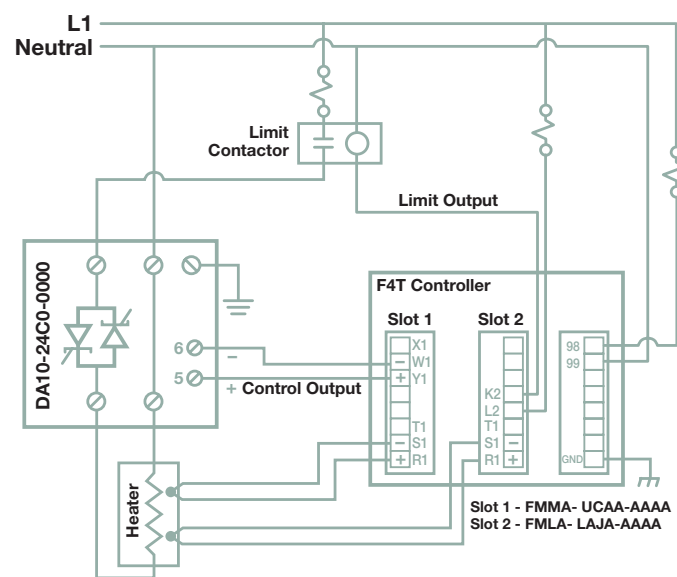 L1
Neutral
Limit
Contactor
Limit Output
DA10-24C0-0000
6
−
5
+ Control Output
F4T Controller
Slot 1
X1
− W1
+ Y1
T1
− S1
+ R1
Slot 2
K2
L2
T1
S1 −
R1 +
98
99
GND
Heater
Slot 1 - FMMA- UCAA-AAAA
Slot 2 - FMLA- LAJA-AAAA